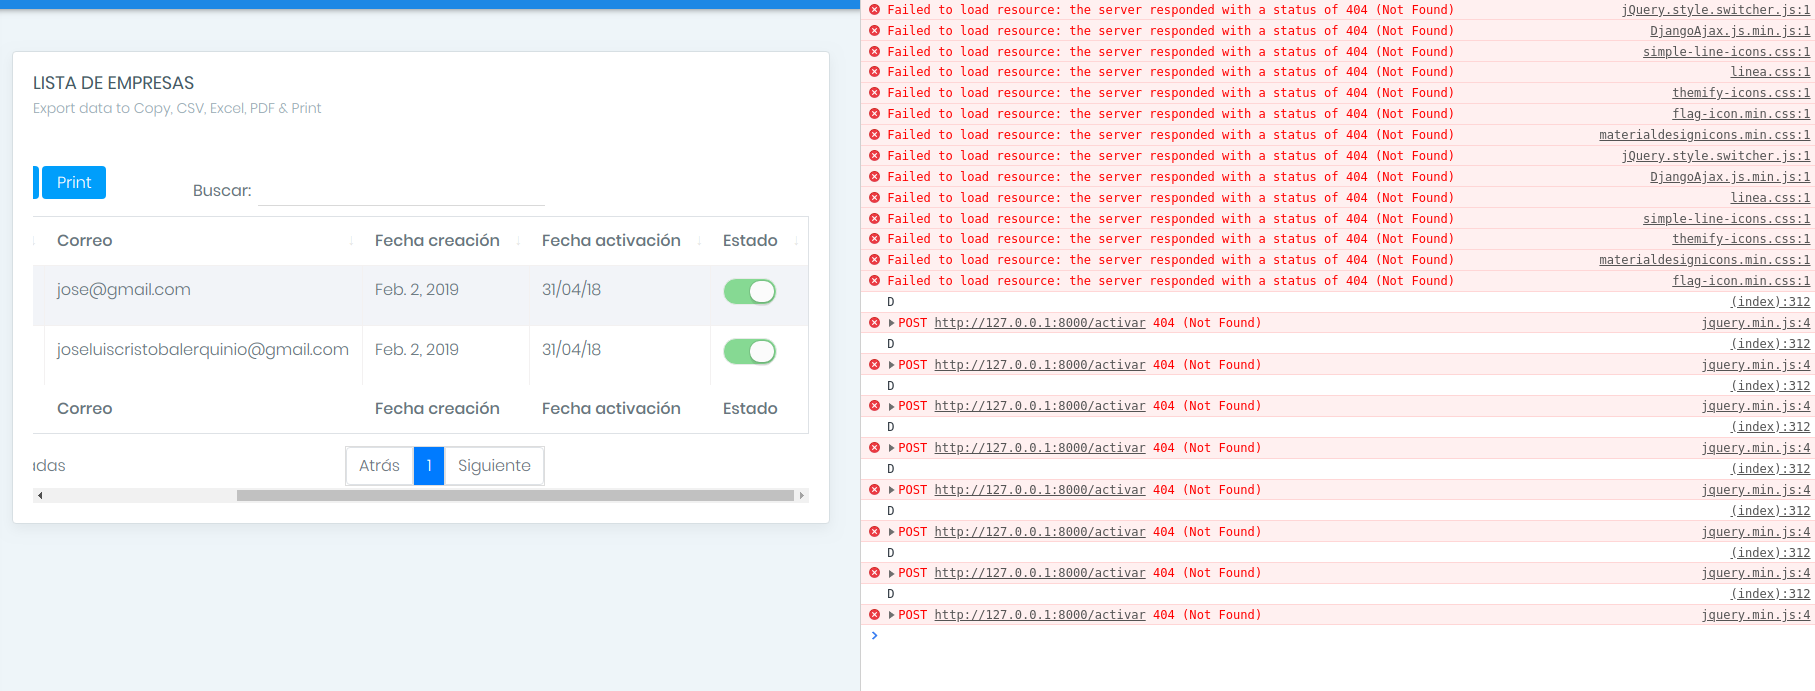 LISTA DE EMPRESAS
Export data to Copy, CSV, Excel, PDF & Print
Print
Buscar:
Correo Fecha creación Fecha activación Estado
jose@gmail.com Feb. 2, 2019 31/04/18
joseluiscristobalerquinio@gmail.com Feb. 2, 2019 31/04/18
Correo Fecha creación Fecha activación Estado
adas
Atrás 1 Siguiente
Failed to load resource: the server responded with a status of 404 (Not Found) jQuery.style.switcher.js:1
Failed to load resource: the server responded with a status of 404 (Not Found) DjangoAjax.js.min.js:1
Failed to load resource: the server responded with a status of 404 (Not Found) simple-line-icons.css:1
Failed to load resource: the server responded with a status of 404 (Not Found) linea.css:1
Failed to load resource: the server responded with a status of 404 (Not Found) themify-icons.css:1
Failed to load resource: the server responded with a status of 404 (Not Found) flag-icon.min.css:1
Failed to load resource: the server responded with a status of 404 (Not Found) materialdesignicons.min.css:1
Failed to load resource: the server responded with a status of 404 (Not Found) jQuery.style.switcher.js:1
Failed to load resource: the server responded with a status of 404 (Not Found) DjangoAjax.js.min.js:1
Failed to load resource: the server responded with a status of 404 (Not Found) linea.css:1
Failed to load resource: the server responded with a status of 404 (Not Found) simple-line-icons.css:1
Failed to load resource: the server responded with a status of 404 (Not Found) themify-icons.css:1
Failed to load resource: the server responded with a status of 404 (Not Found) materialdesignicons.min.css:1
Failed to load resource: the server responded with a status of 404 (Not Found) flag-icon.min.css:1
D (index):312
POST http://127.0.0.1:8000/activar 404 (Not Found) jquery.min.js:4
D (index):312
POST http://127.0.0.1:8000/activar 404 (Not Found) jquery.min.js:4
D (index):312
POST http://127.0.0.1:8000/activar 404 (Not Found) jquery.min.js:4
D (index):312
POST http://127.0.0.1:8000/activar 404 (Not Found) jquery.min.js:4
D (index):312
POST http://127.0.0.1:8000/activar 404 (Not Found) jquery.min.js:4
D (index):312
POST http://127.0.0.1:8000/activar 404 (Not Found) jquery.min.js:4
D (index):312
POST http://127.0.0.1:8000/activar 404 (Not Found) jquery.min.js:4
D (index):312
POST http://127.0.0.1:8000/activar 404 (Not Found) jquery.min.js:4